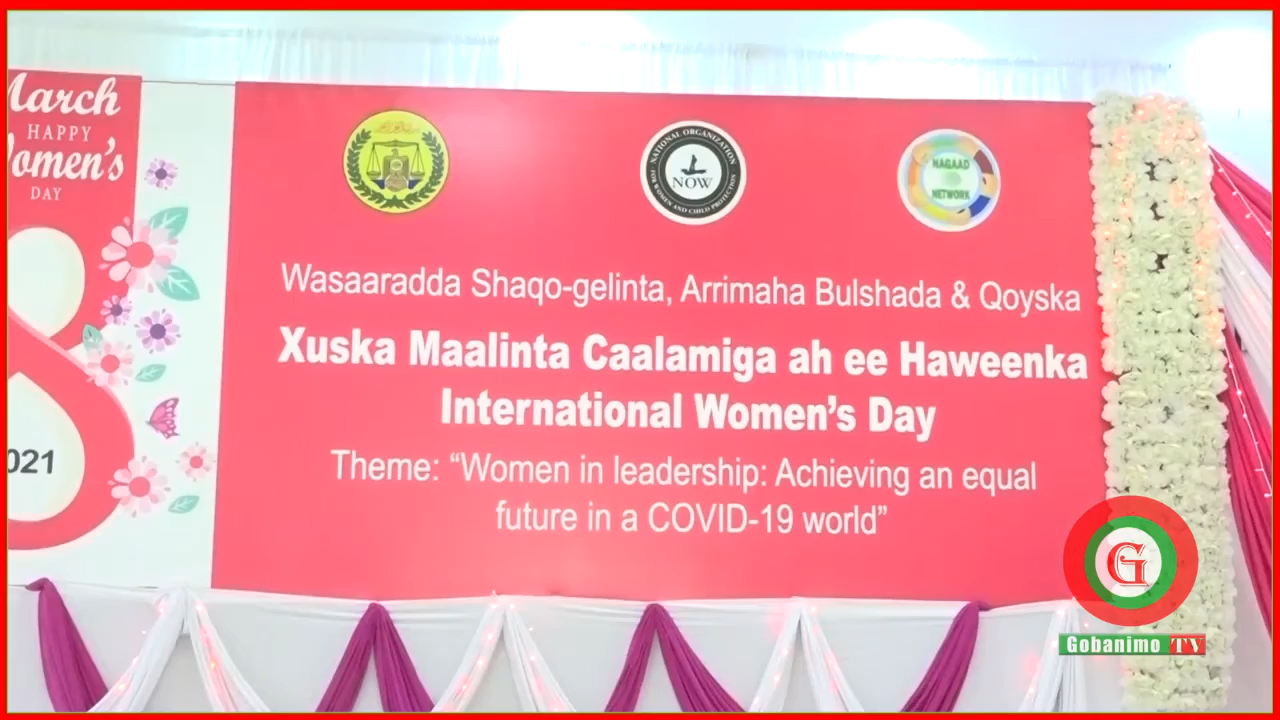 March
HAPPY
Women's
DAY
8
2021
NATIONAL ORGANIZATION
NOW
FOR WOMEN AND CHILD PROTECTION
NAGAAD
NETWORK
Wasaaradda Shaqo-gelinta, Arrimaha Bulshada & Qoyska
Xuska Maalinta Caalamiga ah ee Haweenka
International Women's Day
Theme: “Women in leadership: Achieving an equal
future in a COVID-19 world”
G
Gobanimo TV